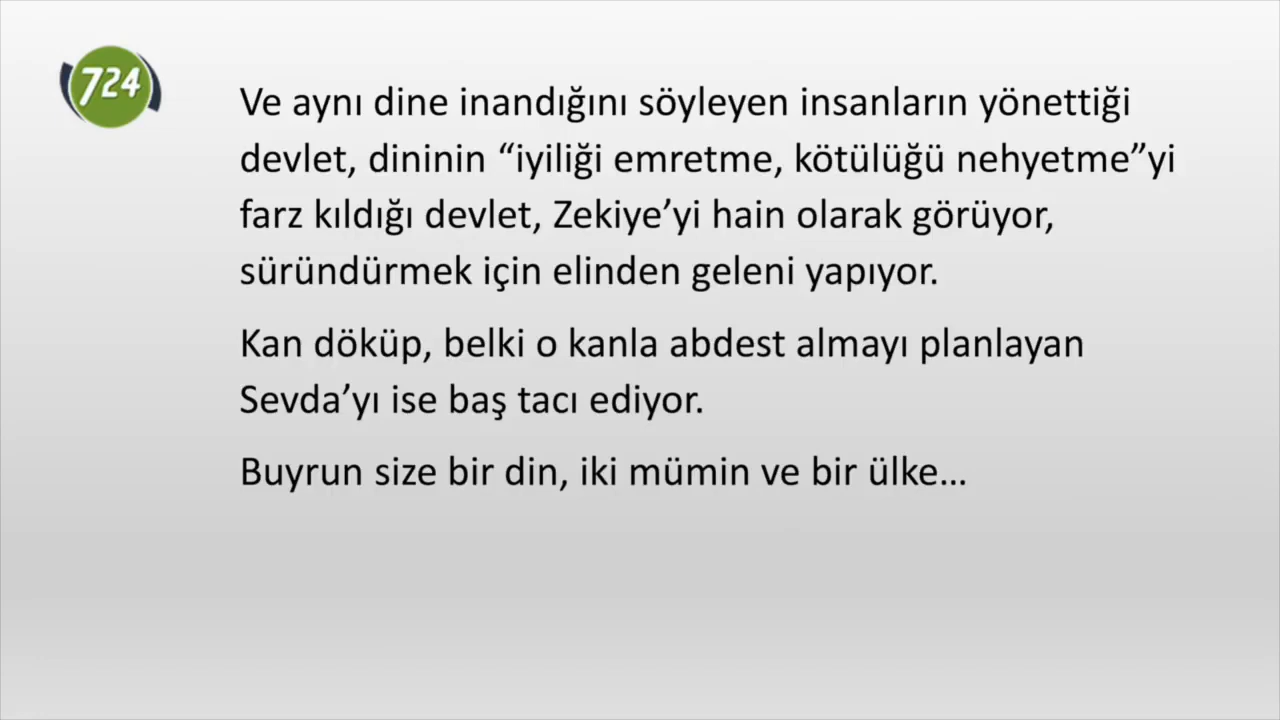 724
Ve aynı dine inandığını söyleyen insanların yönettiği
devlet, dininin “iyiliği emretme, kötülüğü nehyetme”yi
farz kıldığı devlet, Zekiye’yi hain olarak görüyor,
süründürmek için elinden geleni yapıyor.
Kan döküp, belki o kanla abdest almayı planlayan
Sevda’yı ise baş tacı ediyor.
Buyrun size bir din, iki mümin ve bir ülke…